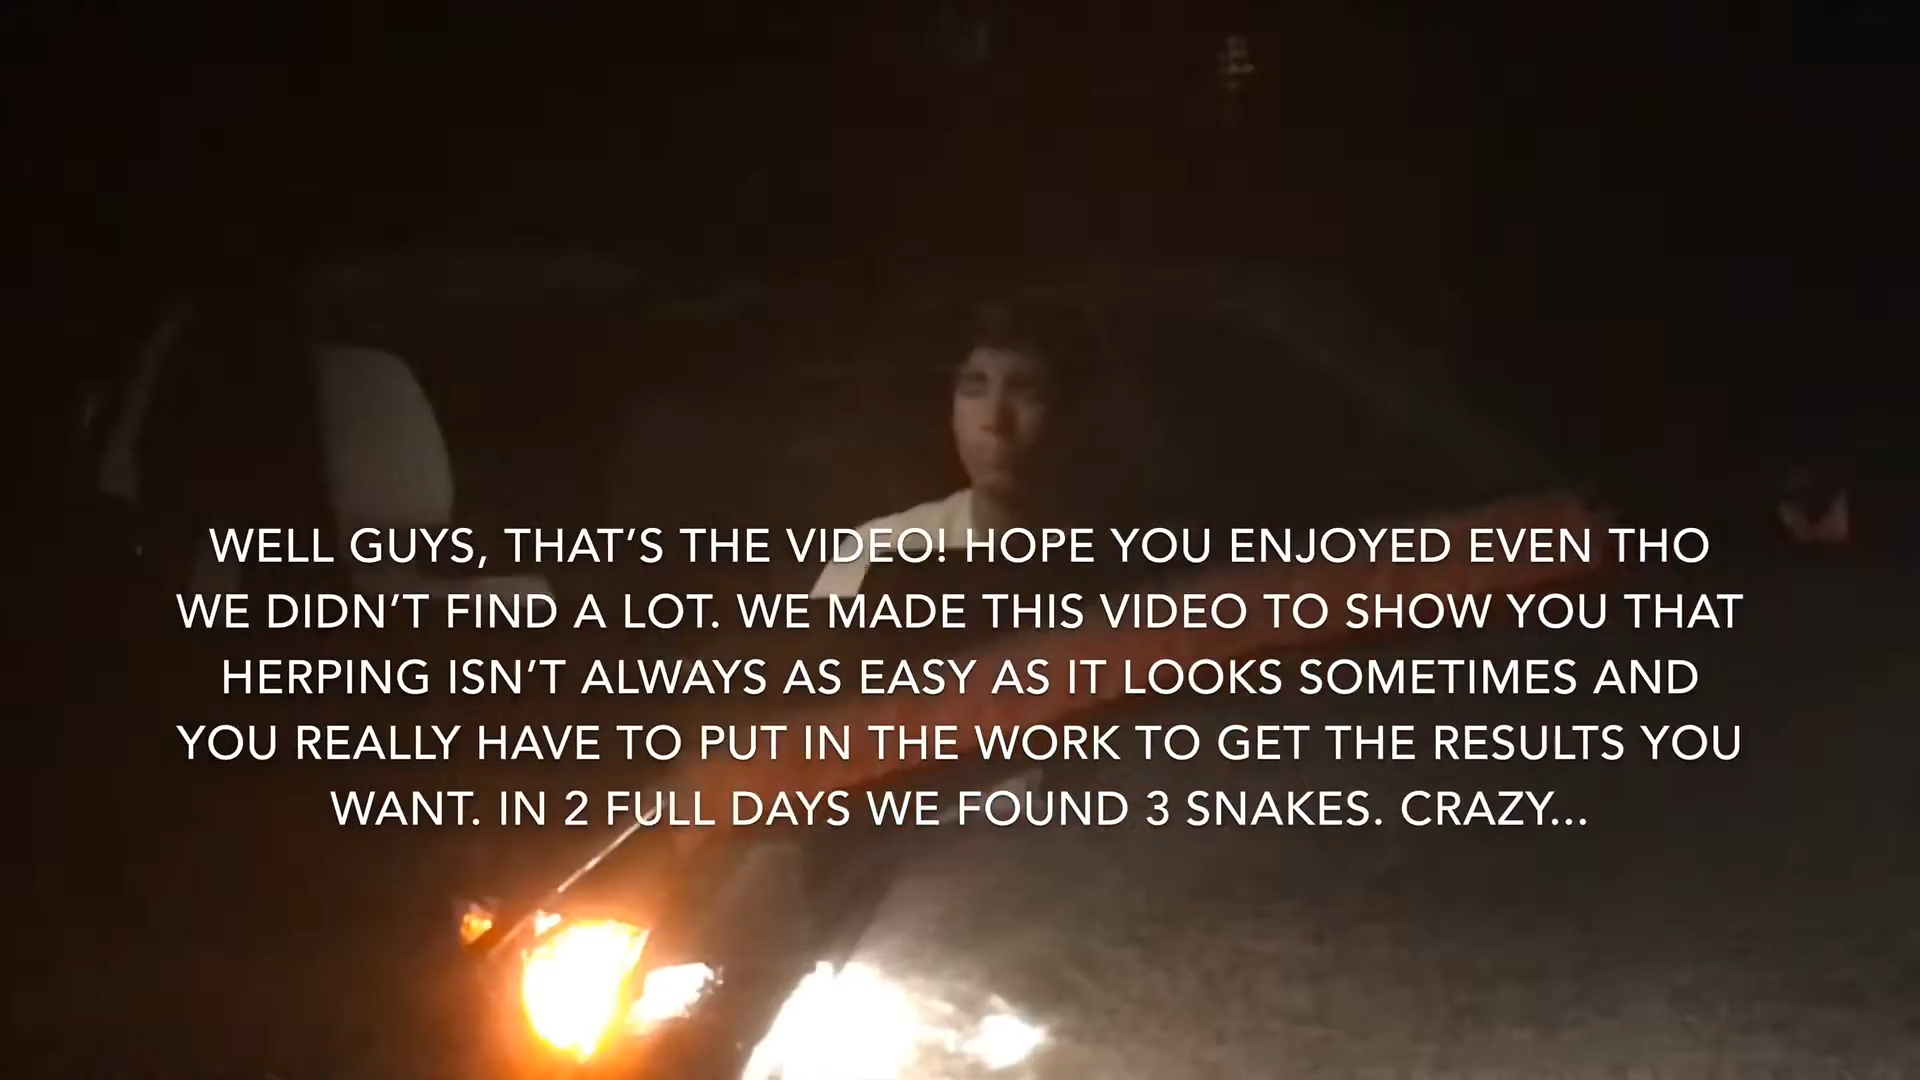 WELL GUYS, THAT'S THE VIDEO! HOPE YOU ENJOYED EVEN THO
WE DIDN'T FIND A LOT. WE MADE THIS VIDEO TO SHOW YOU THAT
HERPING ISN'T ALWAYS AS EASY AS IT LOOKS SOMETIMES AND
YOU REALLY HAVE TO PUT IN THE WORK TO GET THE RESULTS YOU
WANT. IN 2 FULL DAYS WE FOUND 3 SNAKES. CRAZY...